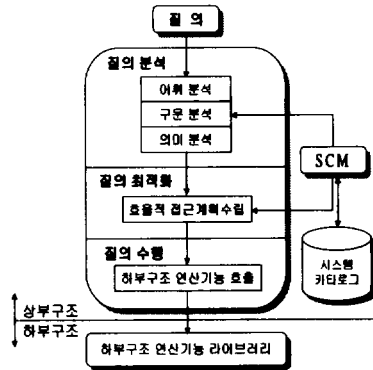 질 의
질의 분석
어휘 분석
구문 분석
의미 분석
SCM
질의 최적화
효율적 접근계획수립
질의 수행
하부구조 연산기능 호출
시스템
카타로그
상부구조
하부구조
하부구조 연산기능 라이브러리